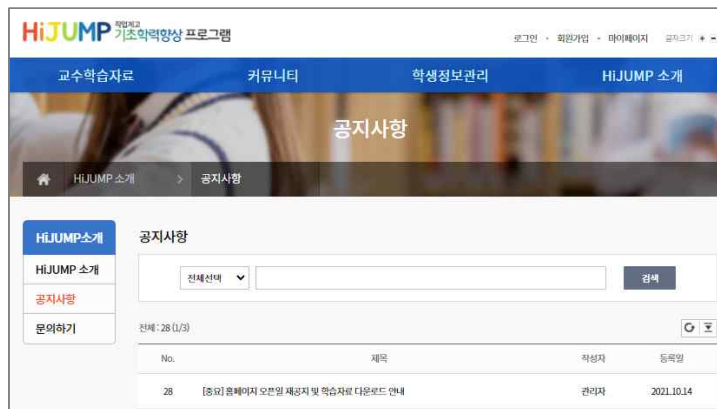 HiJUMP 직업계고 기초학력향상 프로그램
로그인 · 회원가입 · 마이페이지 글자크기 + -
교수학습자료 커뮤니티 학생정보관리 HiJUMP 소개
공지사항
HiJUMP 소개 > 공지사항
HiJUMP소개
HiJUMP 소개
공지사항
문의하기
공지사항
전체선택 검색
전체 : 28 (1/3)
No. 제목 작성자 등록일
28 [중요] 홈페이지 오픈일 재공지 및 학습자료 다운로드 안내 관리자 2021.10.14